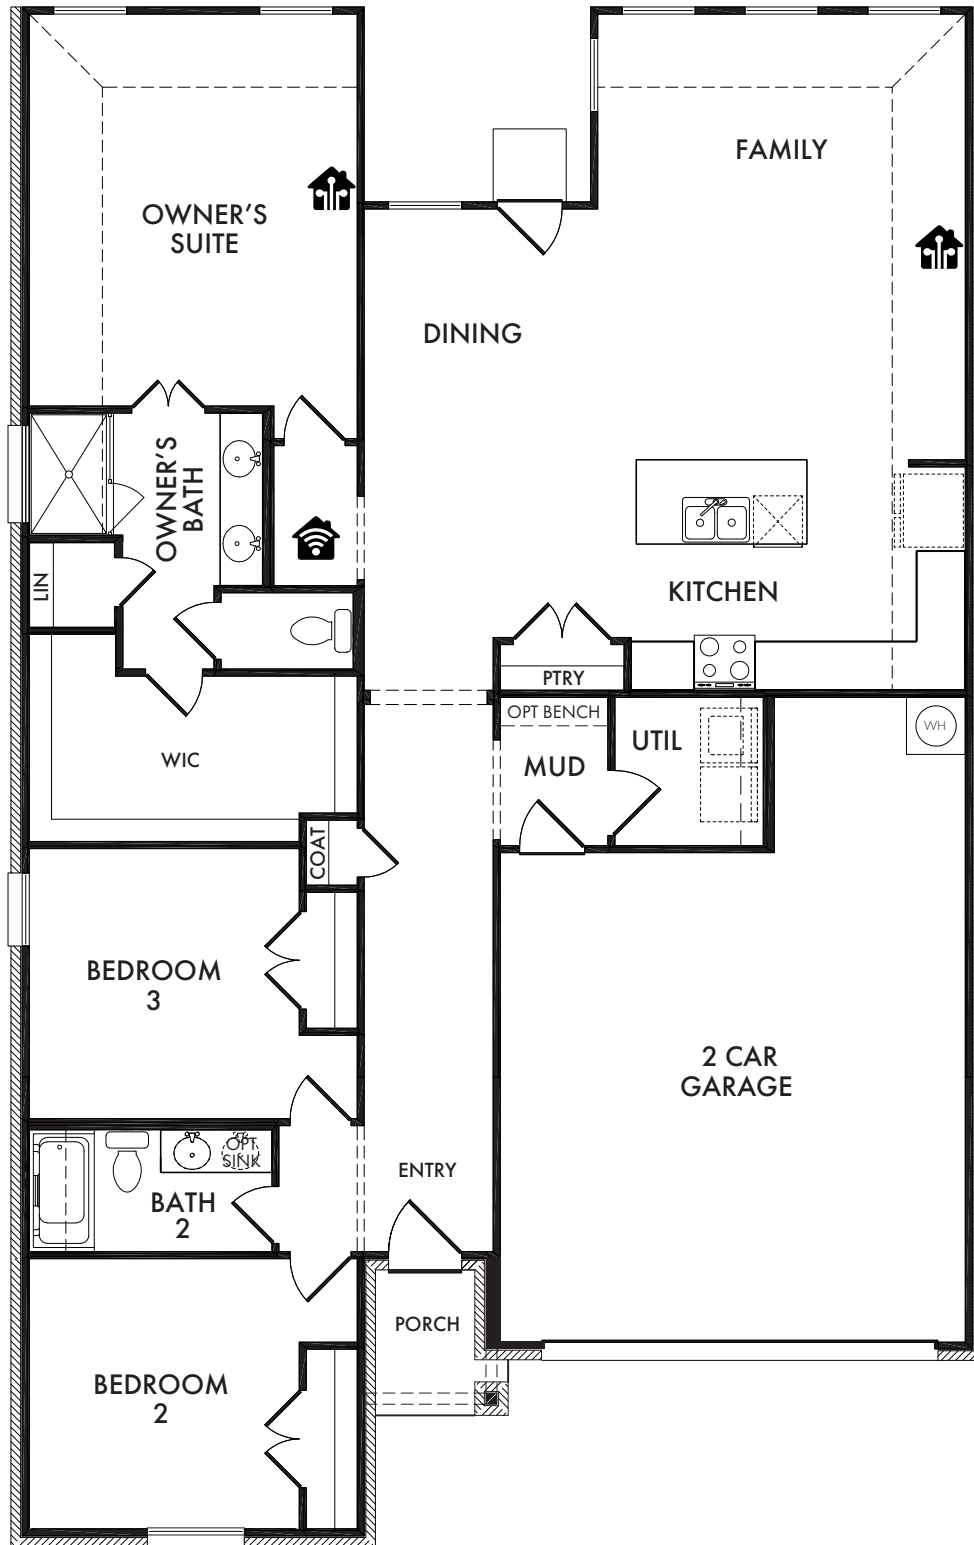 FAMILY
OWNER'S
SUITE
DINING
OWNER'S
BATH
LIN
KITCHEN
PTRY
OPT BENCH
WH
UTIL
MUD
WIC
COAT
BEDROOM
3
2 CAR
GARAGE
OPT
SINK
ENTRY
BATH
2
PORCH
BEDROOM
2